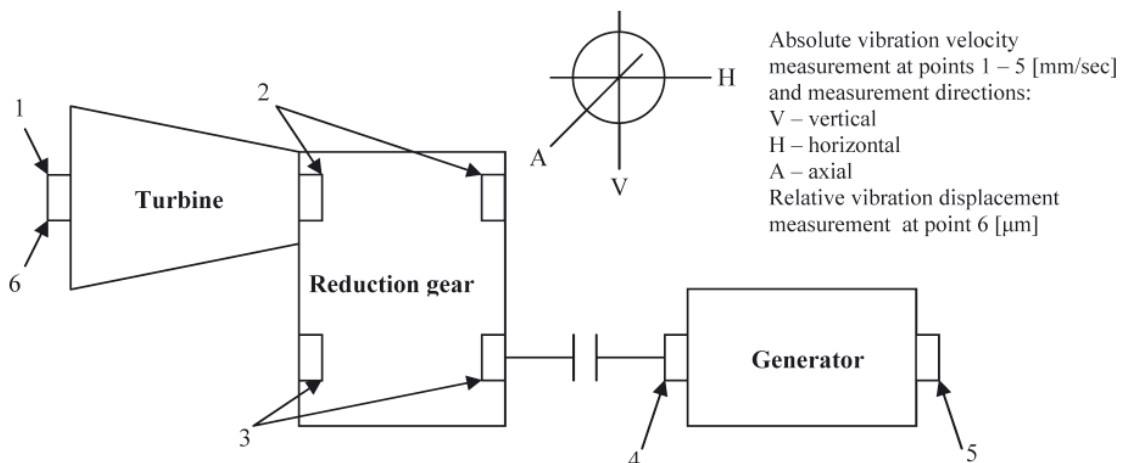 1
2
H
A
V
Absolute vibration velocity
measurement at points 1 – 5 [mm/sec]
and measurement directions:
V – vertical
H – horizontal
A – axial
Relative vibration displacement
measurement at point 6 [μm]
Turbine
6
Reduction gear
Generator
3
4
5